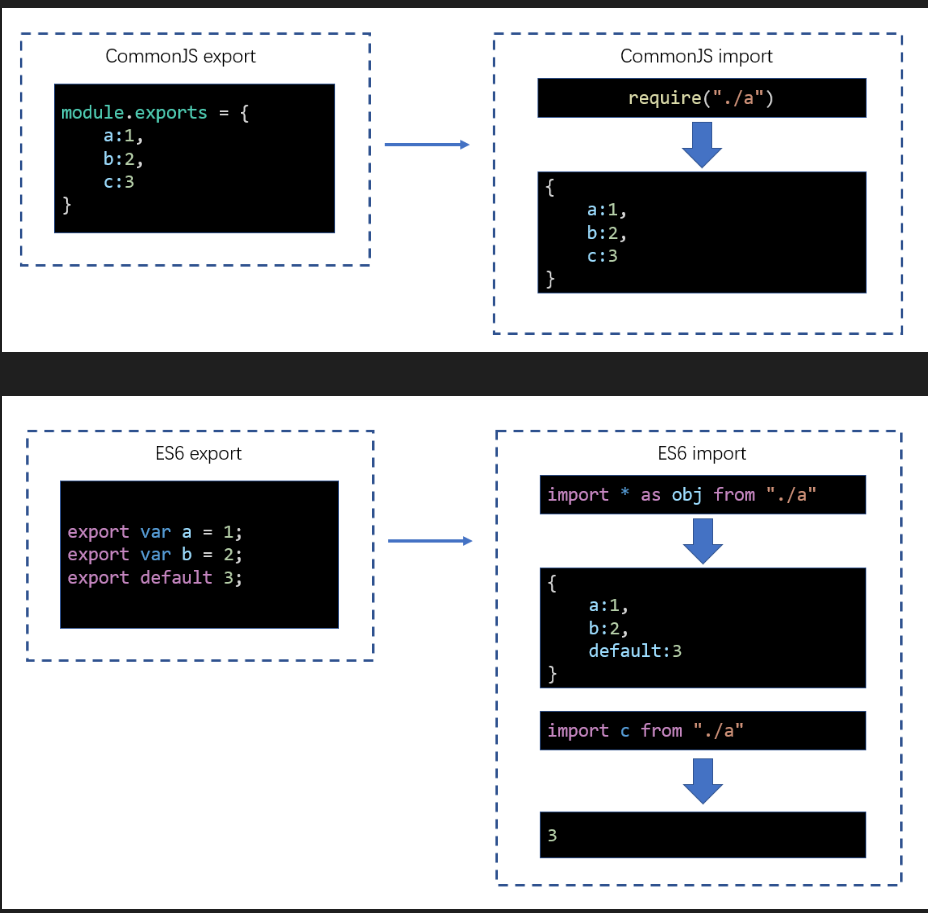 CommonJS export
module.exports = {
    a:1,
    b:2,
    c:3
}
CommonJS import
require("./a")
{
    a:1,
    b:2,
    c:3
}
ES6 export
export var a = 1;
export var b = 2;
export default 3;
ES6 import
import * as obj from "./a"
{
    a:1,
    b:2,
    default:3
}
import c from "./a"
3